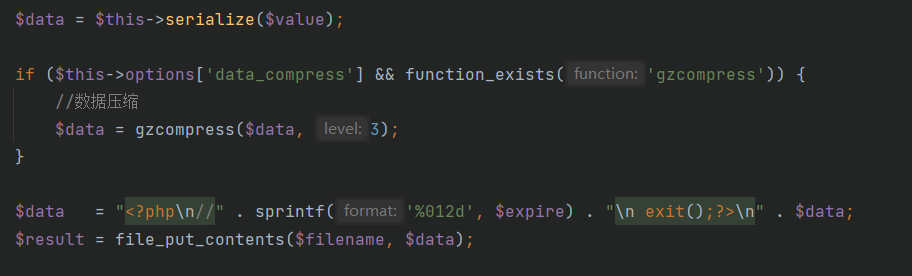 $data = $this->serialize($value);
if ($this->options['data_compress'] && function_exists( function: 'gzcompress')) {
//数据压缩
$data = gzcompress($data, level: 3);
}
$data   = "<?php\n//" . sprintf( format: '%012d', $expire) . "\n exit();?>\n" . $data;
$result = file_put_contents($filename, $data);